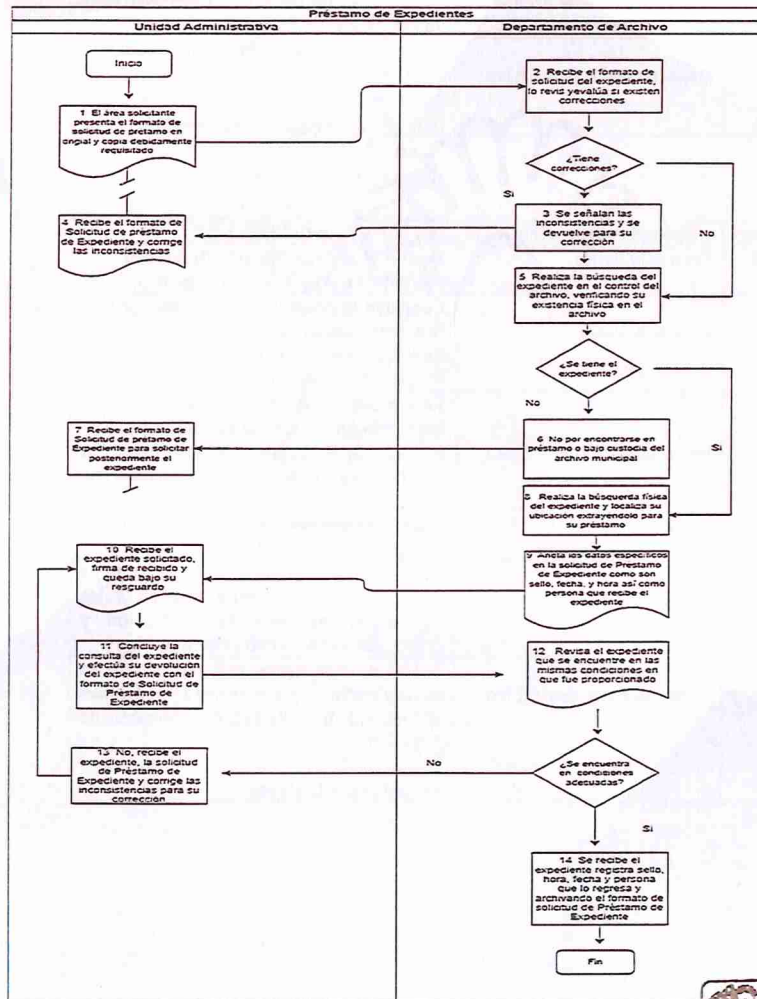 Préstamo de Expedientes
Unidad Administrativa
Departamento de Archivo
Inicio
1 El área solicitante
presenta el formato de
solicitud de prétamo en
original y copia debidamente
requisitado
2 Recibe el formato de
solicitud del expediente,
lo revis yevalúa si existen
correcciones
¿Tiene
correcciones?
Si
No
3 Se señalan las
inconsistencias y se
devuelve para su
corrección
4 Recibe el formato de
Solicitud de préstamo
de Expediente y corrige
las inconsistencias
5 Realiza la búsqueda del
expediente en el control del
archivo, verificando su
existencia física en el
archivo
¿Se tiene el
expediente?
No
Si
6 No por encontrarse en
préstamo o bajo custodia del
archivo municipal
7 Recibe el formato de
Solicitud de prétamo de
Expediente para solicitar
posteriormente el
expediente
8 Realiza la búsquerda física
del expediente y localiza su
ubicación extrayendolo para
su préstamo
9 Anota los datos específicos
en la solicitud de Prestamo
de Expediente como son
sello, fecha, y hora así como
persona que recibe el
expediente
10 Recibe el
expediente solicitado,
firma de recibido y
queda bajo su
resguardo
11 Concluye la
consulta del expediente
y efectúa su devolución
del expediente con el
formato de Solicitud de
Préstamo de
Expediente
12 Revisa el expediente
que se encuentre en las
mismas condiciones en
que fue proporcionado
¿Se encuentra
en condiciones
adecuadas?
No
Si
13 No, recibe el
expediente, la solicitud
de Préstamo de
Expediente y corrige las
inconsistencias para su
corrección
14 Se recibe el
expediente registra sello,
hora, fecha y persona
que lo regresa y
archivando el formato de
solicitud de Préstamo de
Expediente
Fin